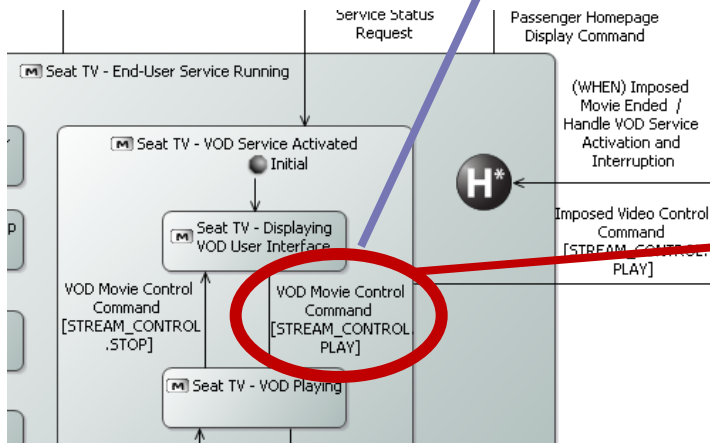 Service Status
Request
Passenger Homepage
Display Command
M Seat TV - End-User Service Running
(WHEN) Imposed
Movie Ended /
Handle VOD Service
Activation and
Interruption
M Seat TV - VOD Service Activated
Initial
H*
M Seat TV - Displaying
VOD User Interface
p
Imposed Video Control
Command
[STREAM_CONTROL.
PLAY]
VOD Movie Control
Command
[STREAM_CONTROL
.STOP]
VOD Movie Control
Command
[STREAM_CONTROL.
PLAY]
M Seat TV - VOD Playing